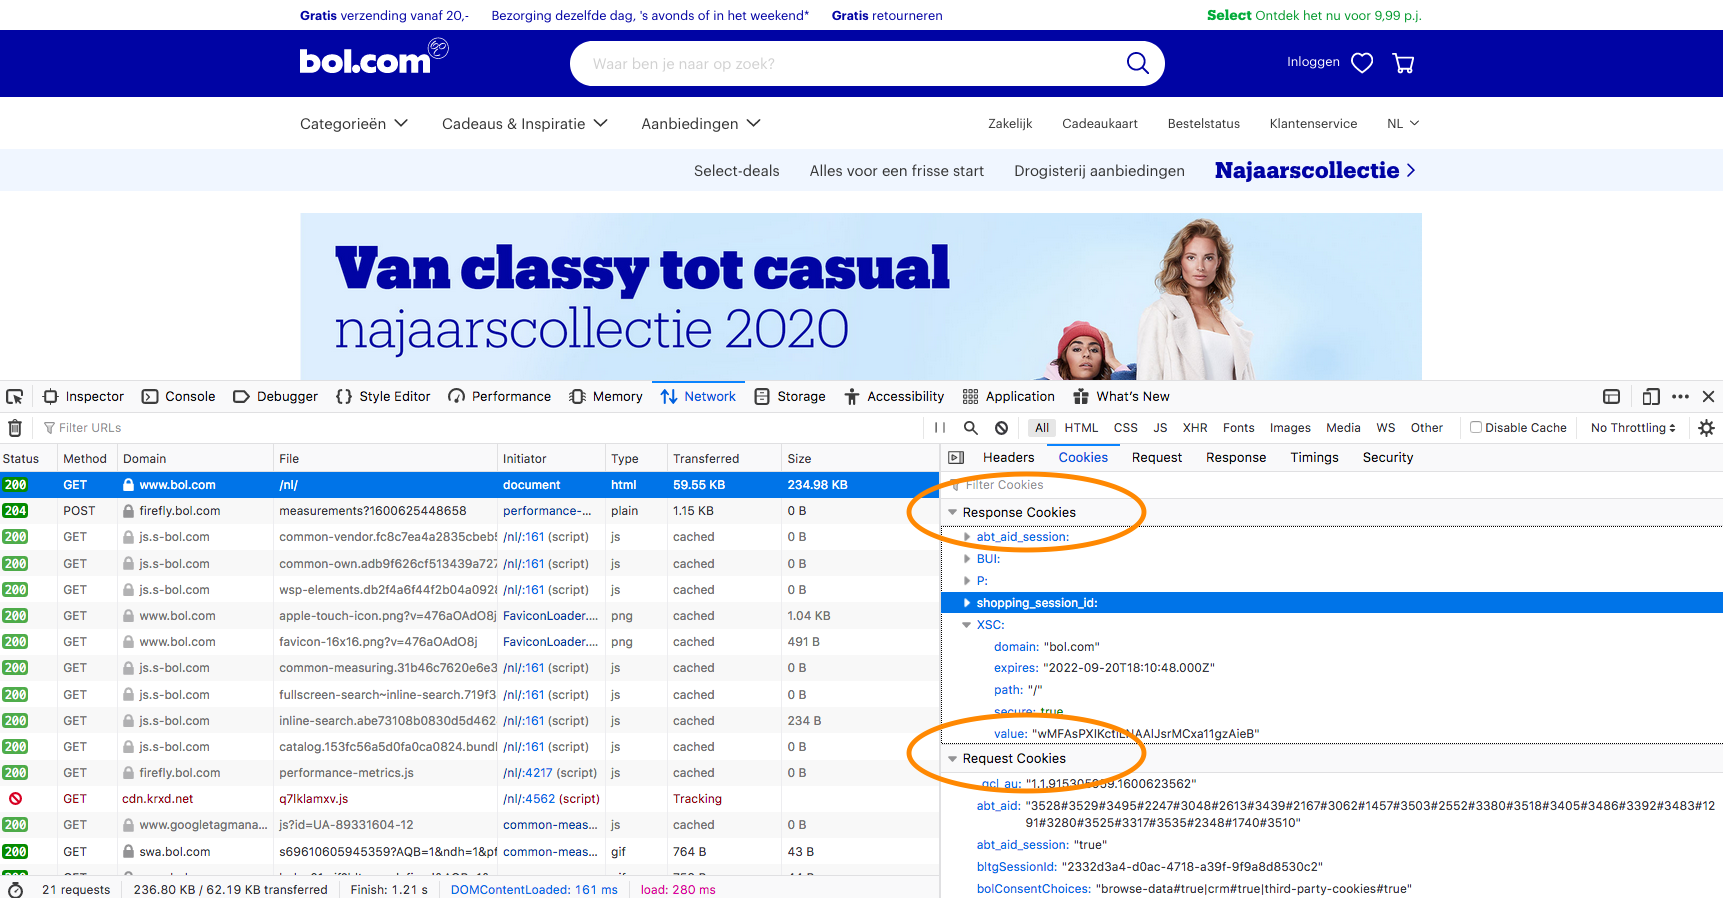 Gratis verzending vanaf 20,- Bezorging dezelfde dag, 's avonds of in het weekend* Gratis retourneren Select Ontdek het nu voor 9,99 p.j.
bol.com Waar ben je naar op zoek? Inloggen
Categorieën Cadeaus & Inspiratie Aanbiedingen Zakelijk Cadeaukaart Bestelstatus Klantenservice NL
Select-deals Alles voor een frisse start Drogisterij aanbiedingen Najaarscollectie
Van classy tot casual
najaarscollectie 2020
Inspector Console Debugger Style Editor Performance Memory Network Storage Accessibility Application What's New
Filter URLs All HTML CSS JS XHR Fonts Images Media WS Other Disable Cache No Throttling
Status Method Domain File Initiator Type Transferred Size
200 GET www.bol.com /nl/ document html 59.55 KB 234.98 KB
204 POST firefly.bol.com measurements?1600625448658 performance-... plain 1.15 KB 0 B
200 GET js.s-bol.com common-vendor.fc8c7ea4a2835cbeb5 /nl/:161 (script) js cached 0 B
200 GET js.s-bol.com common-own.adb9f626cf513439a727 /nl/:161 (script) js cached 0 B
200 GET js.s-bol.com wsp-elements.db2f4a6f44f2b04a0928 /nl/:161 (script) js cached 0 B
200 GET www.bol.com apple-touch-icon.png?v=476aOAdO8j FaviconLoader.... png cached 1.04 KB
200 GET www.bol.com favicon-16x16.png?v=476aOAdO8j FaviconLoader.... png cached 491 B
200 GET js.s-bol.com common-measuring.31b46c7620e6e3 /nl/:161 (script) js cached 0 B
200 GET js.s-bol.com fullscreen-search~inline-search.719f3 /nl/:161 (script) js cached 0 B
200 GET js.s-bol.com inline-search.abe73108b0830d5d462 /nl/:161 (script) js cached 234 B
200 GET js.s-bol.com catalog.153fc56a5d0fa0ca0824.bundl /nl/:161 (script) js cached 0 B
200 GET firefly.bol.com performance-metrics.js /nl/:4217 (script) js cached 0 B
GET cdn.krxd.net q7lklamxv.js /nl/:4562 (script) Tracking
200 GET www.googletagmana... js?id=UA-89331604-12 common-meas... js cached 0 B
200 GET swa.bol.com s69610605945359?AQB=1&ndh=1&pf common-meas... gif 764 B 43 B
21 requests 236.80 KB / 62.19 KB transferred Finish: 1.21 s DOMContentLoaded: 161 ms load: 280 ms
Headers Cookies Request Response Timings Security
Filter Cookies
Response Cookies
abt_aid_session:
BUI:
P:
shopping_session_id:
XSC:
domain: "bol.com"
expires: "2022-09-20T18:10:48.000Z"
path: "/"
secure: true
value:
Request Cookies
abt_aid: "3528#3529#3495#2247#3048#2613#3439#2167#3062#1457#3503#2552#3380#3518#3405#3486#3392#3483#12
91#3280#3525#3317#3535#2348#1740#3510"
abt_aid_session: "true"
bltgSessionId: "2332d3a4-d0ac-4718-a39f-9f9a8d8530c2"
bolConsentChoices: "browse-data#true|crm#true|third-party-cookies#true"